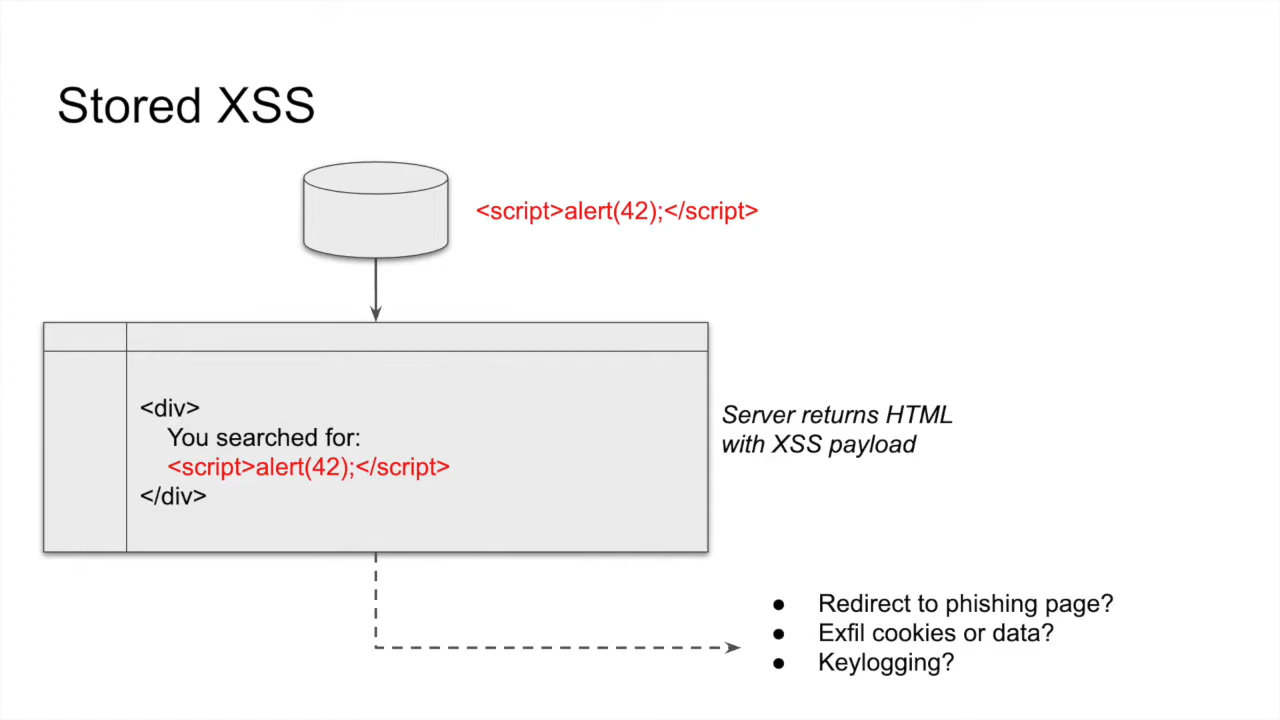 Stored XSS
<script>alert(42);</script>
<div>
You searched for:
<script>alert(42);</script>
</div>
Server returns HTML
with XSS payload
● Redirect to phishing page?
● Exfil cookies or data?
● Keylogging?